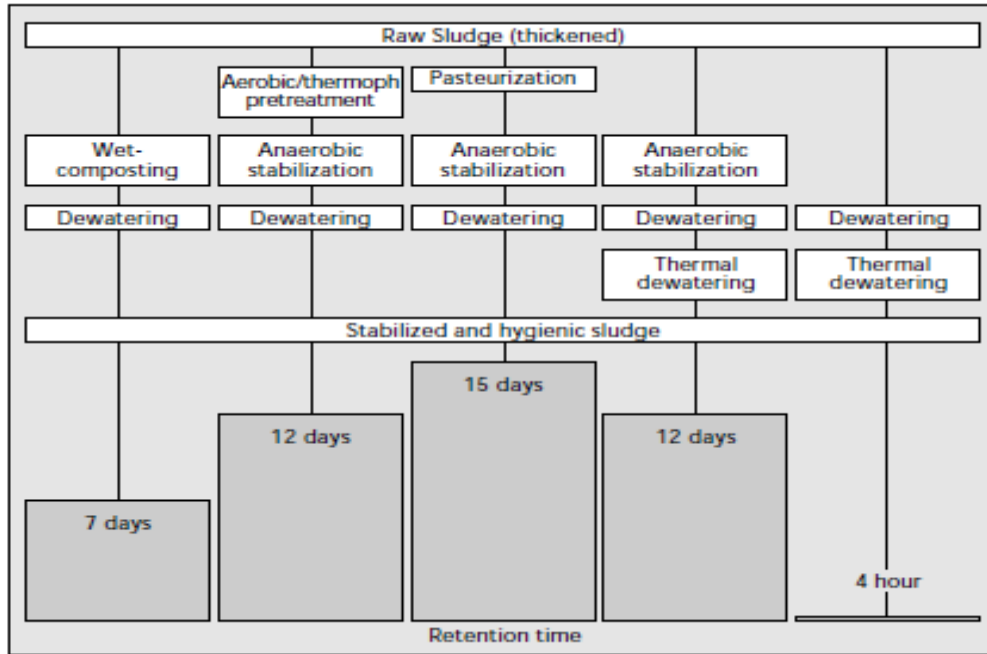 Raw Sludge (thickened)
Aerobic/thermoph
pretreatment
Pasteurization
Wet-
composting
Anaerobic
stabilization
Anaerobic
stabilization
Anaerobic
stabilization
Dewatering
Dewatering
Dewatering
Dewatering
Dewatering
Thermal
dewatering
Thermal
dewatering
Stabilized and hygienic sludge
15 days
12 days
12 days
7 days
4 hour
Retention time